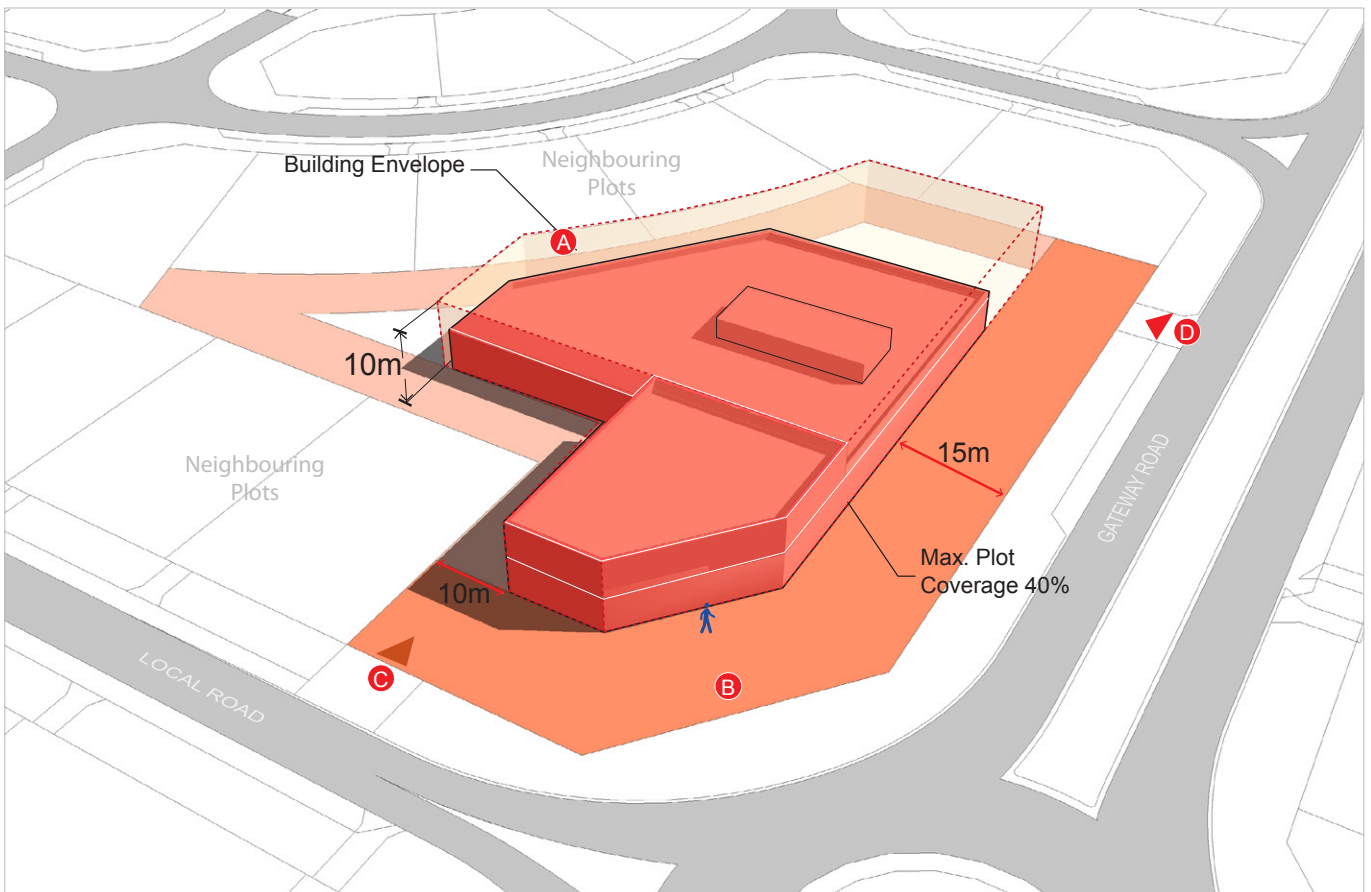 Building Envelope
Neighbouring
Plots
A
10m
D
15m
GATEWAY ROAD
Neighbouring
Plots
Max. Plot
Coverage 40%
10m
LOCAL ROAD
C
B